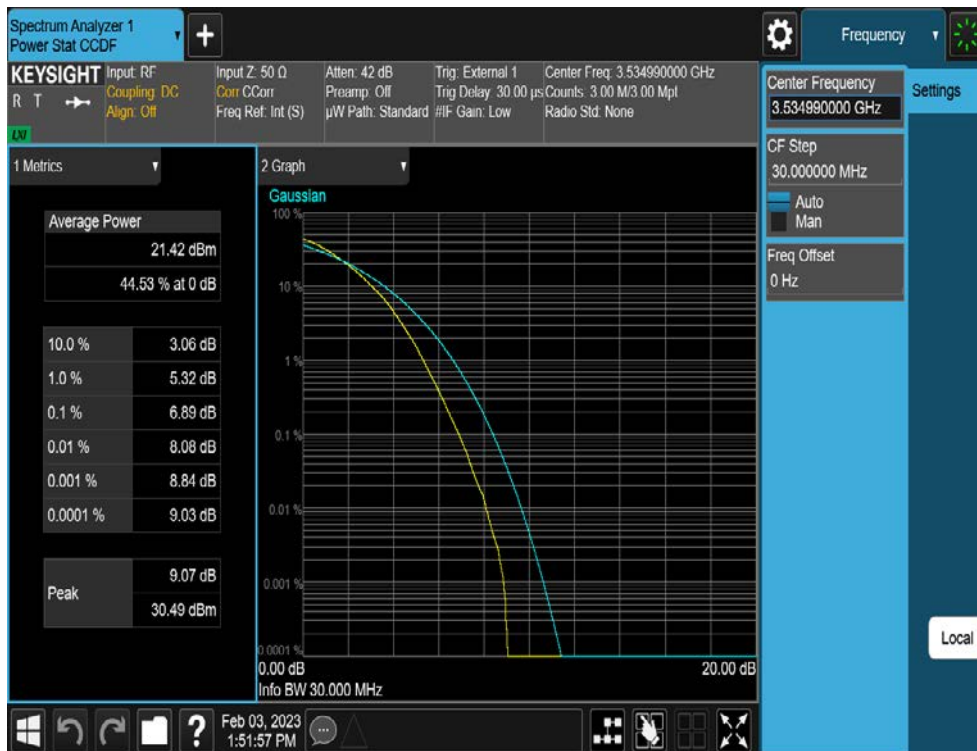 Spectrum Analyzer 1
Power Stat CCDF
+
Frequency
KEYSIGHT
R T
LXI
Input: RF
Coupling: DC
Align: Off
Input Z: 50 Ω
Corr CCorr
Freq Ref: Int (S)
Atten: 42 dB
Preamp: Off
µW Path: Standard
Trig: External 1
Trig Delay: 30.00 µs
#IF Gain: Low
Center Freq: 3.534990000 GHz
Counts: 3.00 M/3.00 Mpt
Radio Std: None
Center Frequency
3.534990000 GHz
Settings
CF Step
30.000000 MHz
Auto
Man
Freq Offset
0 Hz
Local
1 Metrics
Average Power
21.42 dBm
44.53 % at 0 dB
10.0 % 3.06 dB
1.0 % 5.32 dB
0.1 % 6.89 dB
0.01 % 8.08 dB
0.001 % 8.84 dB
0.0001 % 9.03 dB
Peak
9.07 dB
30.49 dBm
2 Graph
Gaussian
100 %
10 %
1 %
0.1 %
0.01 %
0.001 %
0.0001 %
0.00 dB 20.00 dB
Info BW 30.000 MHz
?
Feb 03, 2023
1:51:57 PM